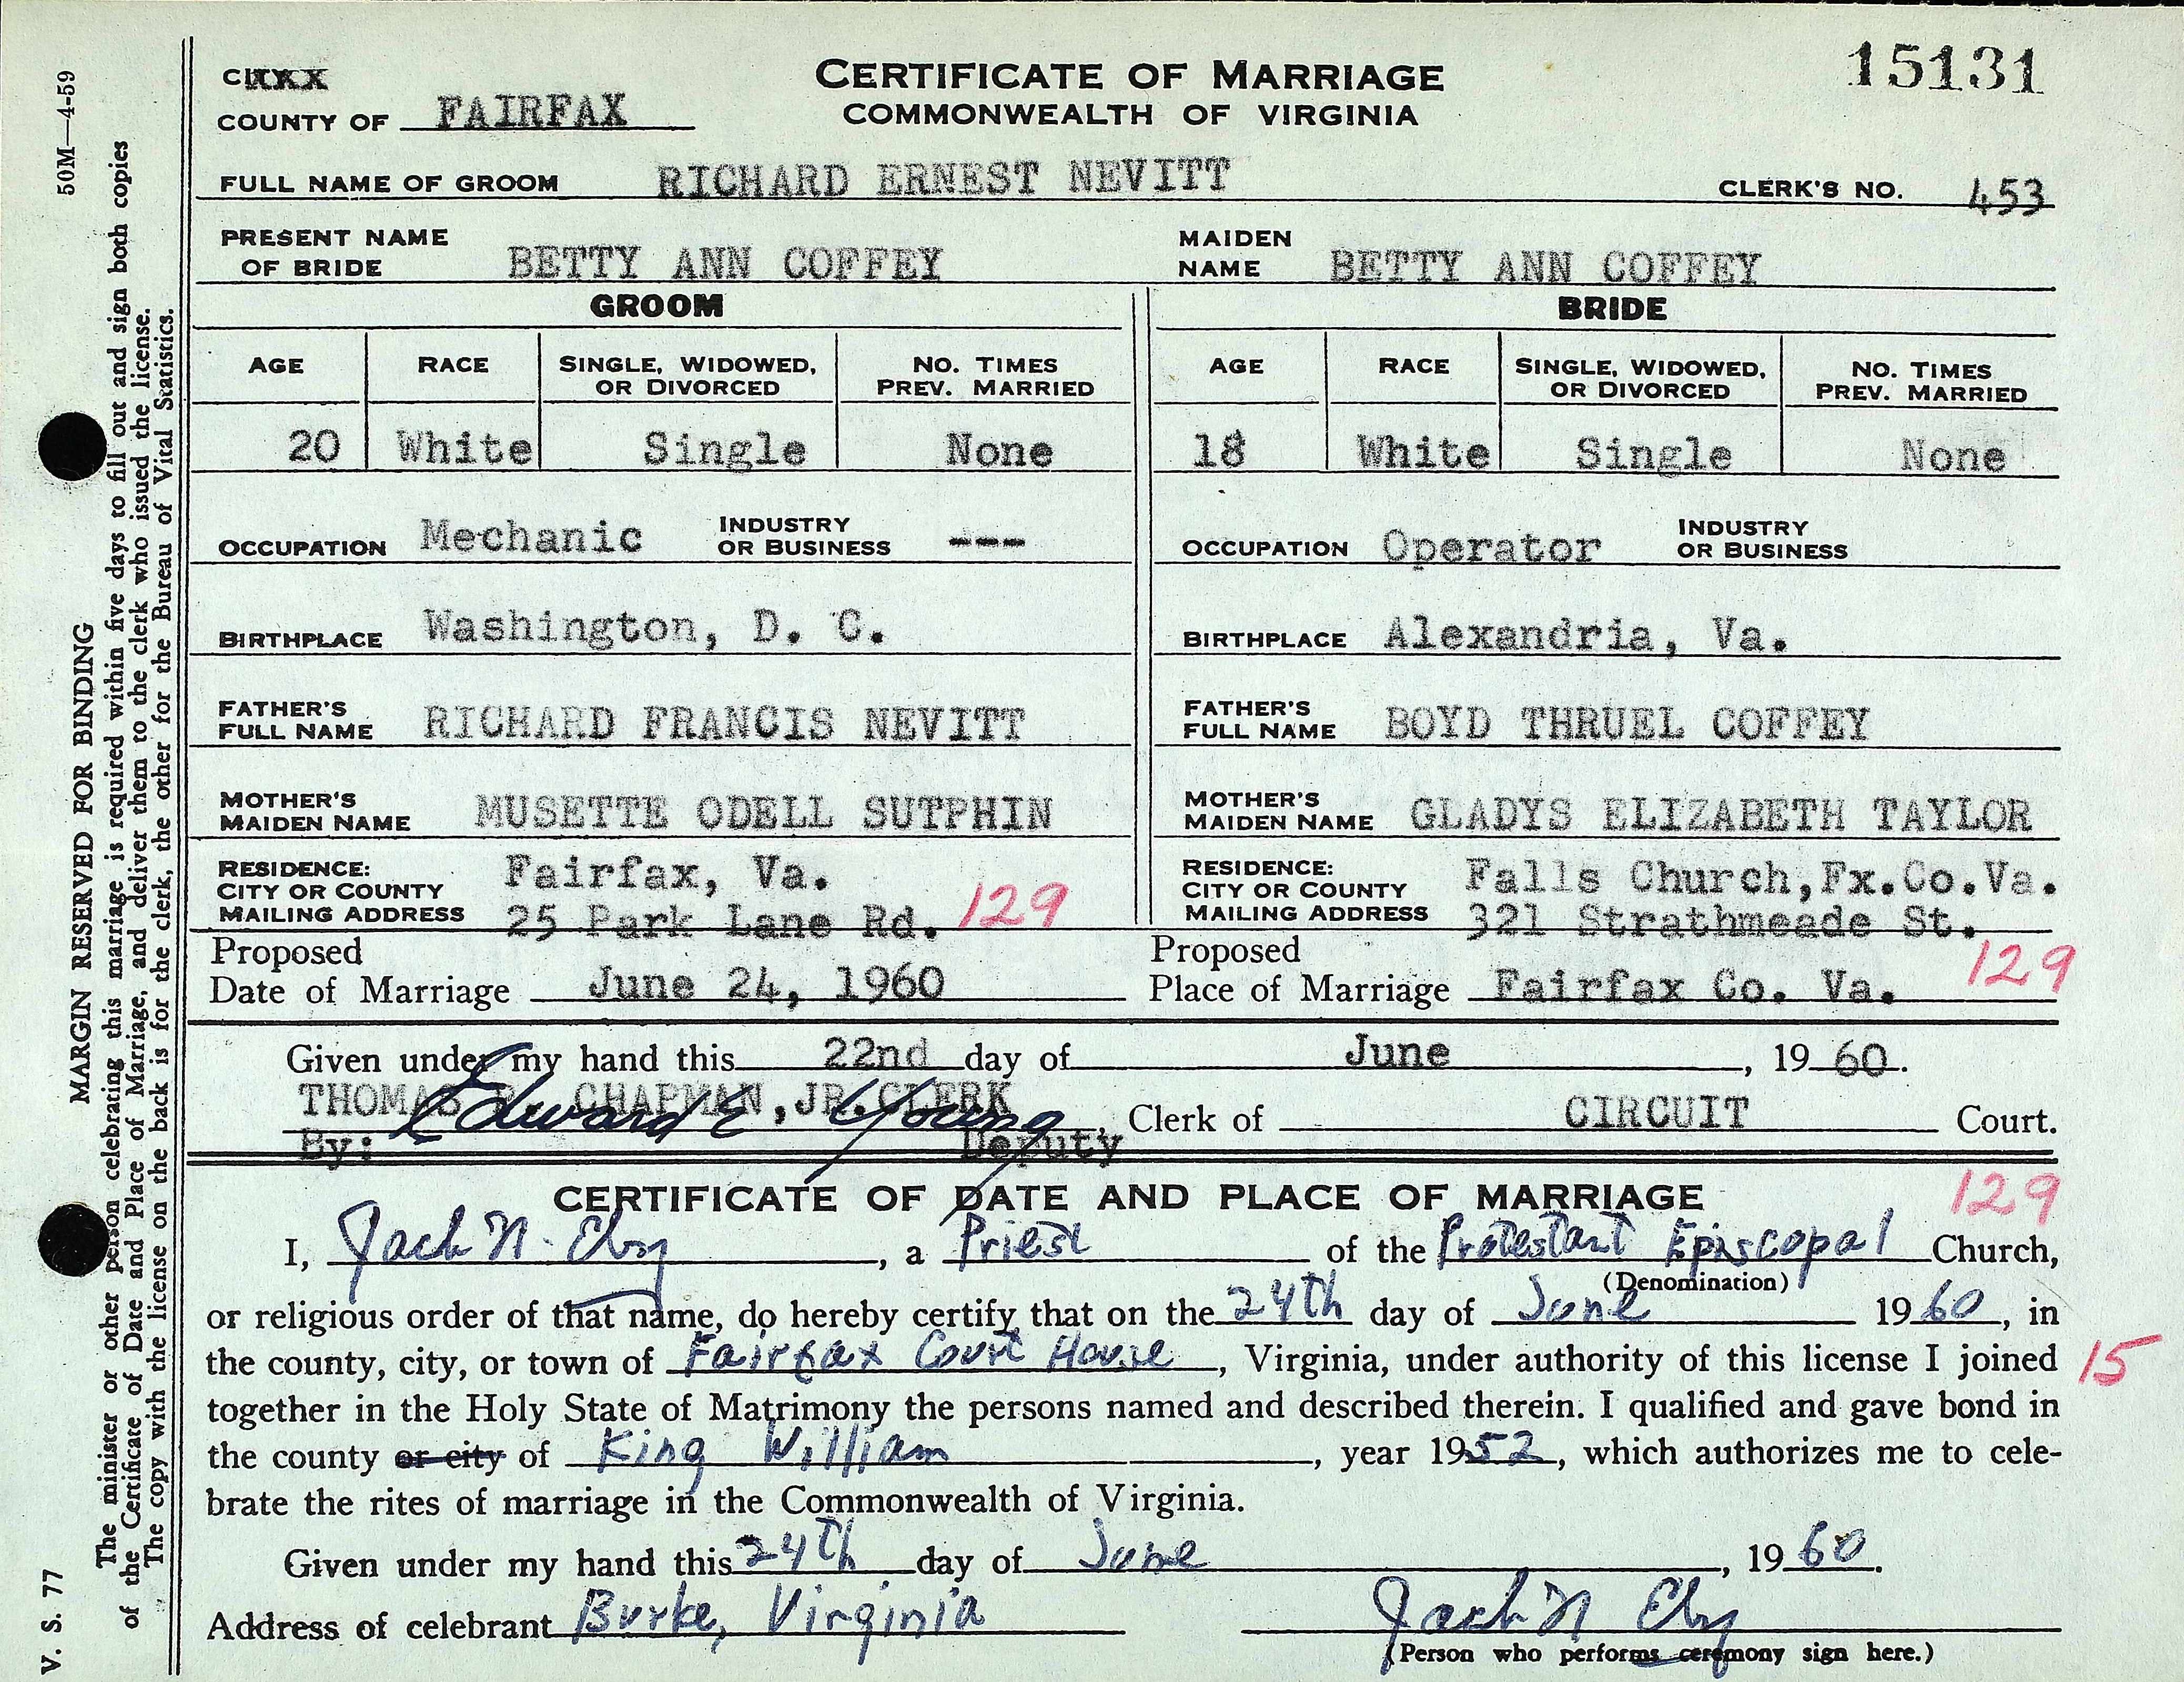 50M—4-59
MARGIN RESERVED FOR BINDING
The minister or other person celebrating this marriage is required within five days to fill out and sign both copies
of the Certificate of Date and Place of Marriage, and deliver them to the clerk who issued the license.
The copy with the license on the back is for the clerk, the other for the Bureau of Vital Statistics.
V. S. 77
CERTIFICATE OF MARRIAGE
15131
COUNTY OF FAIRFAX
COMMONWEALTH OF VIRGINIA
FULL NAME OF GROOM RICHARD ERNEST NEVITT CLERK'S NO. 453
PRESENT NAME MAIDEN
OF BRIDE BETTY ANN COFFEY NAME BETTY ANN COFFEY
GROOM BRIDE
AGE RACE SINGLE, WIDOWED, NO. TIMES AGE RACE SINGLE, WIDOWED, NO. TIMES
OR DIVORCED PREV. MARRIED OR DIVORCED PREV. MARRIED
20 White Single None 18 White Single None
INDUSTRY INDUSTRY
OCCUPATION Mechanic OR BUSINESS --- OCCUPATION Operator OR BUSINESS
BIRTHPLACE Washington, D. C. BIRTHPLACE Alexandria, Va.
FATHER'S FATHER'S
FULL NAME RICHARD FRANCIS NEVITT FULL NAME BOYD THRUEL COFFEY
MOTHER'S MOTHER'S
MAIDEN NAME MUSETTE ODELL SUTPHIN MAIDEN NAME GLADYS ELIZABETH TAYLOR
RESIDENCE: Fairfax, Va. RESIDENCE: Falls Church,Fx.Co.Va.
CITY OR COUNTY CITY OR COUNTY
MAILING ADDRESS 25 Park Lane Rd. 129 MAILING ADDRESS 321 Strathmeade St.
Proposed Proposed 129
Date of Marriage June 24, 1960 Place of Marriage Fairfax Co. Va.
Given under my hand this 22nd day of June, 1960.
THOMAS P. CHAPMAN,JR.CLERK
Edward E. Young, Clerk of CIRCUIT Court.
By: Deputy
CERTIFICATE OF DATE AND PLACE OF MARRIAGE 129
I, Jack N. Eby, a Priest of the Protestant Episcopal Church,
(Denomination)
or religious order of that name, do hereby certify that on the 24th day of June 1960, in
the county, city, or town of Fairfax Court House, Virginia, under authority of this license I joined 15
together in the Holy State of Matrimony the persons named and described therein. I qualified and gave bond in
the county or city of King William, year 1952, which authorizes me to cele-
brate the rites of marriage in the Commonwealth of Virginia.
Given under my hand this 24th day of June, 1960.
Address of celebrant Burke, Virginia Jack N Eby
(Person who performs ceremony sign here.)